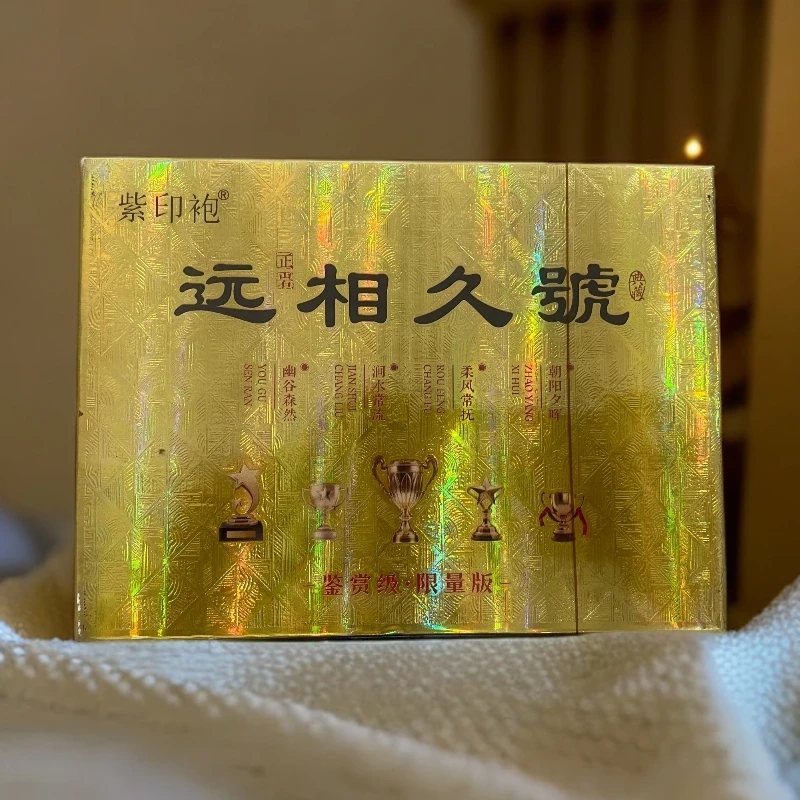 紫印袍®
正岩
远相久號
典藏
朝阳夕晖
ZHAO YANG
XI HUI
柔风常抚
ROU FENG
CHANG FU
涧水常流
JIAN SHUI
CHANG LIU
幽谷森然
YOU GU
SEN RAN
-鉴赏级·限量版-